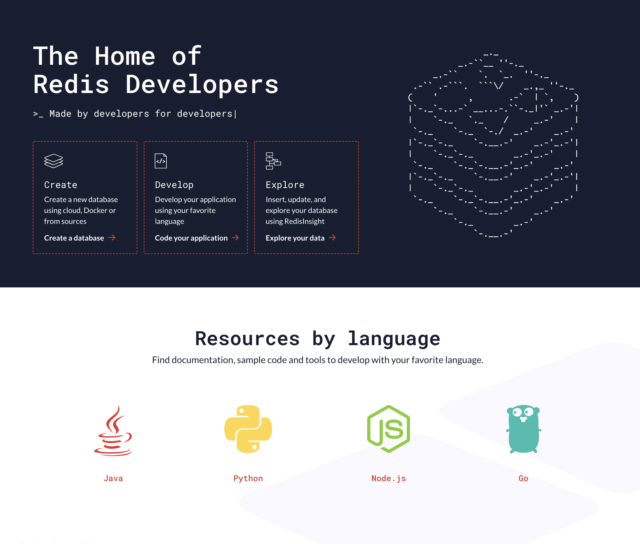 The Home of
Redis Developers
>_ Made by developers for developers|
Create
Create a new database
using cloud, Docker or
from sources
Create a database →
Develop
Develop your application
using your favorite
language
Code your application →
Explore
Insert, update, and
explore your database
using RedisInsight
Explore your data →
Resources by language
Find documentation, sample code and tools to develop with your favorite language.
JS
Java
Python
Node.js
Go